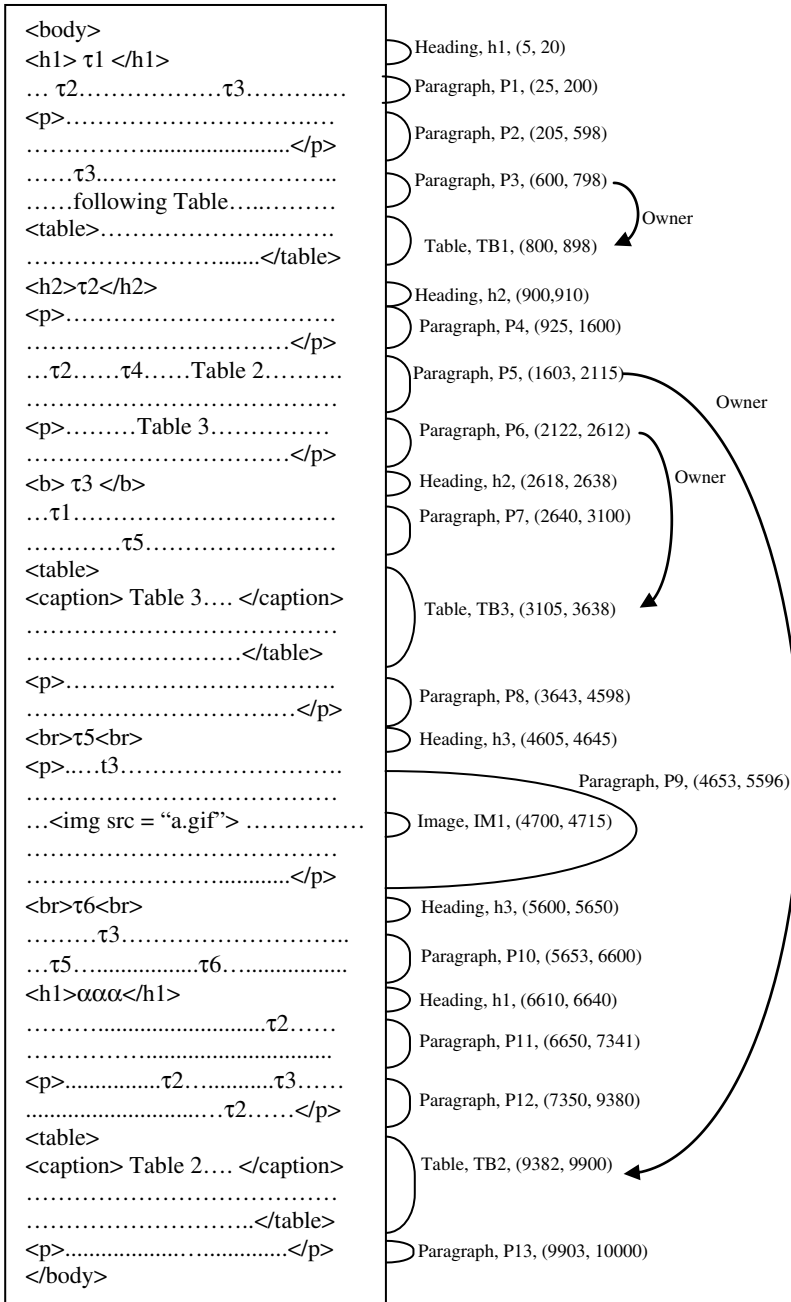 <body>
<h1> τ1 </h1>
Heading, h1, (5, 20)
… τ2………………τ3……….…
Paragraph, P1, (25, 200)
<p>……………………….….…
Paragraph, P2, (205, 598)
…………….......................</p>
……τ3..………………………..
Paragraph, P3, (600, 798)
……following Table…..………
Owner
<table>…………………..…….
Table, TB1, (800, 898)
………………………......</table>
<h2>τ2</h2>
Heading, h2, (900,910)
<p>…………………………….
Paragraph, P4, (925, 1600)
……………………………</p>
…τ2……τ4……Table 2……….
Paragraph, P5, (1603, 2115)
…………………………………
Owner
<p>………Table 3……………
Paragraph, P6, (2122, 2612)
……………………………</p>
<b> τ3 </b>
Heading, h2, (2618, 2638)
Owner
…τ1……………………………
Paragraph, P7, (2640, 3100)
…………τ5……………………
<table>
<caption> Table 3…. </caption>
Table, TB3, (3105, 3638)
…………………………………
………………………</table>
<p>…………………………….
Paragraph, P8, (3643, 4598)
………………………….…</p>
<br>τ5<br>
Heading, h3, (4605, 4645)
<p>..…t3……………………….
Paragraph, P9, (4653, 5596)
…………………………………
…<img src = “a.gif”> ……………
Image, IM1, (4700, 4715)
…………………………………
……………………............</p>
<br>τ6<br>
Heading, h3, (5600, 5650)
………τ3………………………..
…τ5…..................τ6….................
Paragraph, P10, (5653, 6600)
<h1>ααα</h1>
Heading, h1, (6610, 6640)
………...............................τ2……
Paragraph, P11, (6650, 7341)
……………...............................
<p>................τ2….........…τ3……
Paragraph, P12, (7350, 9380)
.............................…τ2……</p>
<table>
<caption> Table 2…. </caption>
Table, TB2, (9382, 9900)
…………………………………
………………………..</table>
<p>...................…..............</p>
Paragraph, P13, (9903, 10000)
</body>